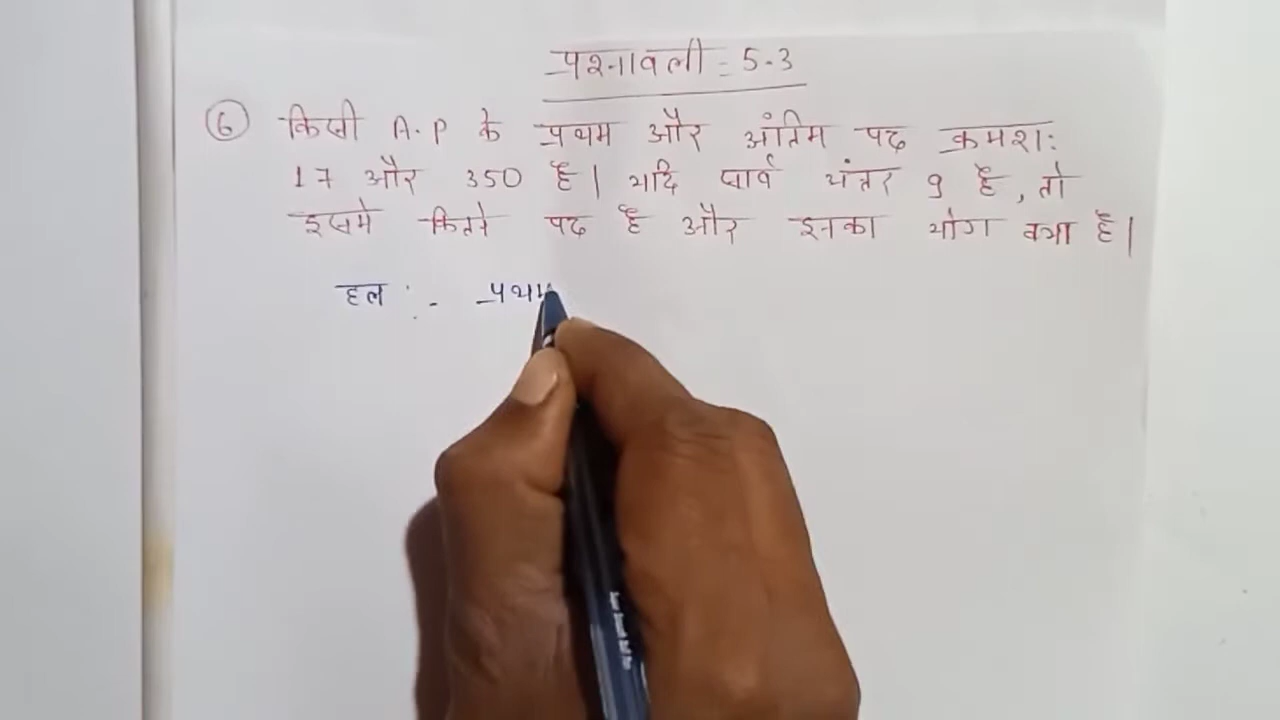 प्रश्नावली = 5.3
6 किसी A.P के प्रथम और अंतिम पद क्रमश:
17 और 350 है। यदि सार्व अंतर 9 है, तो
इसमे कितने पद है और इनका योग क्या है।
हल :- प्रथम